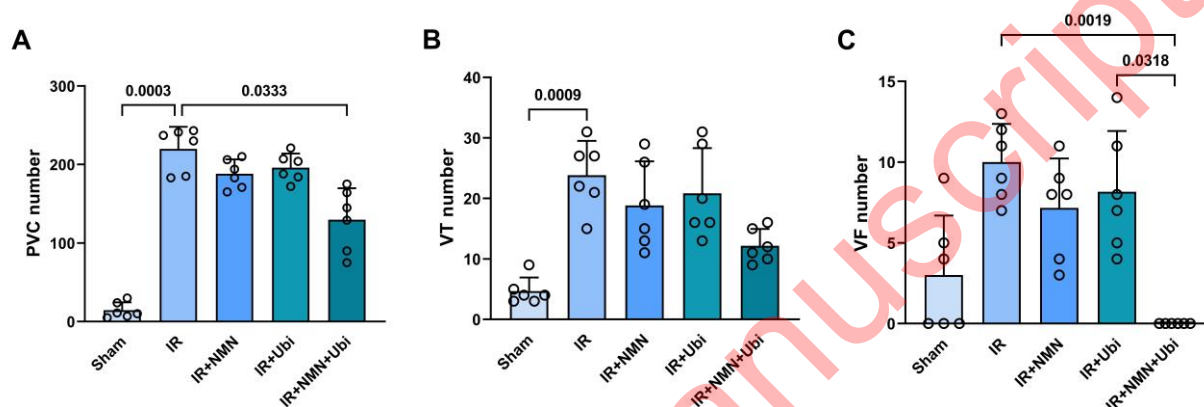 A
B
C
0.0003
0.0333
PVC number
300
200
100
0
Sham
IR
IR+NMN
IR+Ubi
IR+NMN+Ubi
0.0009
VT number
40
30
20
10
0
Sham
IR
IR+NMN
IR+Ubi
IR+NMN+Ubi
0.0019
0.0318
VF number
15
10
5
0
Sham
IR
IR+NMN
IR+Ubi
IR+NMN+Ubi
anuscript